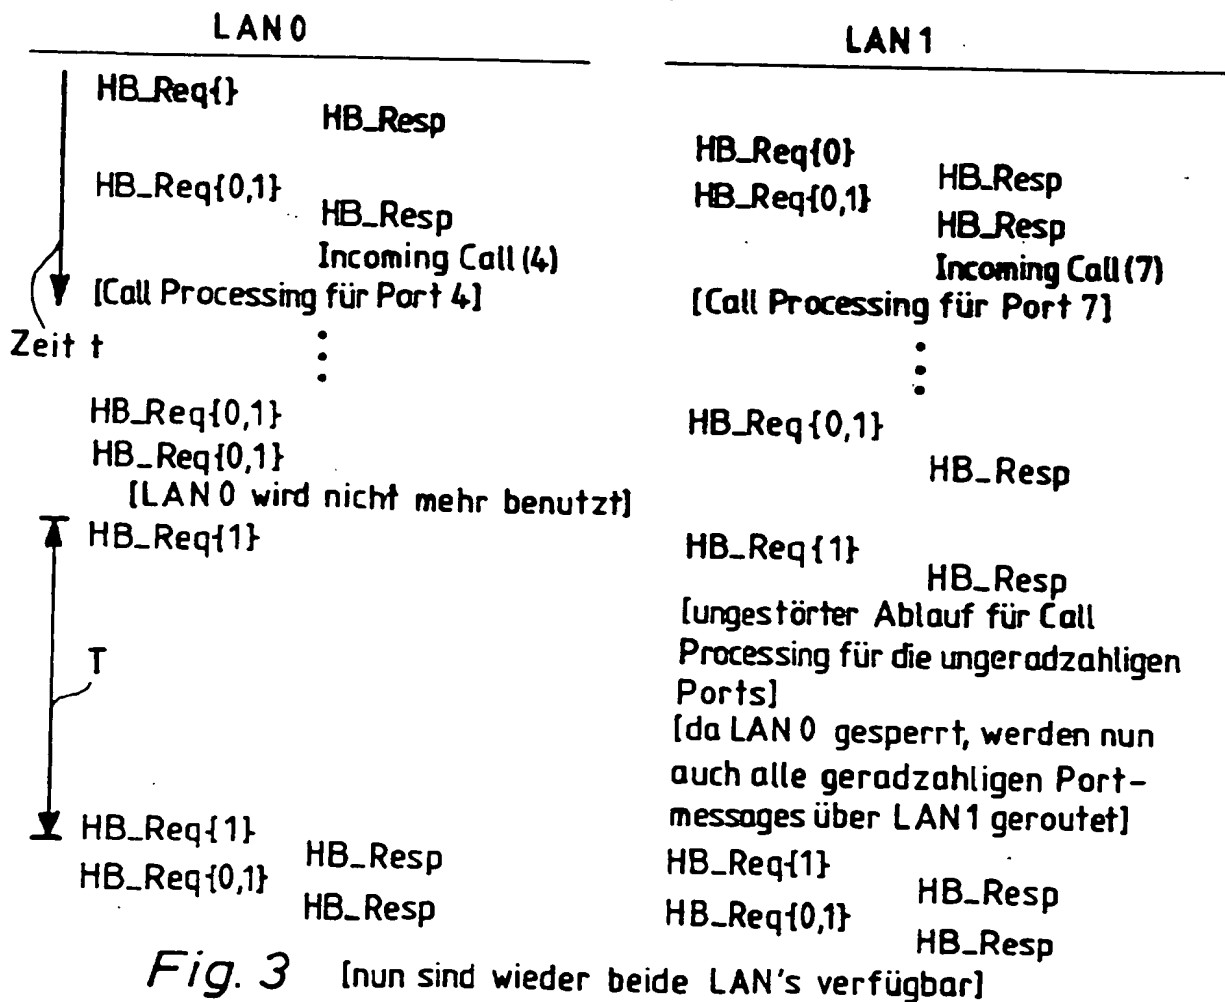 LAN 0
HB_Req{}
HB_Resp
HB_Req{0,1}
HB_Resp
Incoming Call (4)
[Call Processing für Port 4]
Zeit t
HB_Req{0,1}
HB_Req{0,1}
[LAN 0 wird nicht mehr benutzt]
HB_Req{1}
T
HB_Req{1}
HB_Resp
HB_Req{0,1}
HB_Resp
LAN 1
HB_Req{0}
HB_Resp
HB_Req{0,1}
HB_Resp
Incoming Call (7)
[Call Processing für Port 7]
HB_Req{0,1}
HB_Resp
HB_Req{1}
HB_Resp
[ungestörter Ablauf für Call
Processing für die ungeradzahligen
Ports]
[da LAN 0 gesperrt, werden nun
auch alle geradzahligen Port-
messages über LAN 1 geroutet]
HB_Req{1}
HB_Resp
HB_Req{0,1}
HB_Resp
Fig. 3 [nun sind wieder beide LAN's verfügbar]